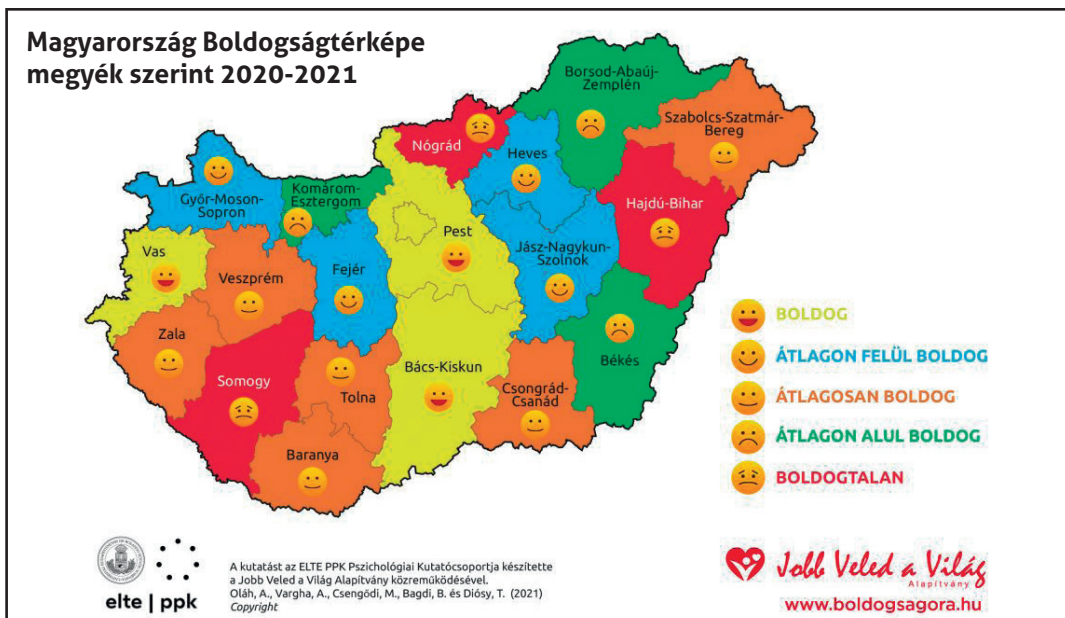 Magyarország Boldogságtérképe
megyék szerint 2020-2021
Borsod-Abaúj-
Zemplén
Szabolcs-Szatmár-
Bereg
Nógrád
Heves
Győr-Moson-
Sopron
Komárom-
Esztergom
Hajdú-Bihar
Pest
Jász-Nagykun-
Szolnok
Vas
Veszprém
Fejér
Zala
Békés
Somogy
Tolna
Bács-Kiskun
Csongrád-
Csanád
Baranya
BOLDOG
ÁTLAGON FELÜL BOLDOG
ÁTLAGOSAN BOLDOG
ÁTLAGON ALUL BOLDOG
BOLDOGTALAN
elte | ppk
A kutatást az ELTE PPK Pszichológiai Kutatócsoportja készítette
a Jobb Veled a Világ Alapítvány közreműködésével.
Oláh, A., Vargha, A., Csengődi, M., Bagdi, B. és Diósy, T. (2021)
Copyright
Jobb Veled a Világ
Alapítvány
www.boldogsagora.hu